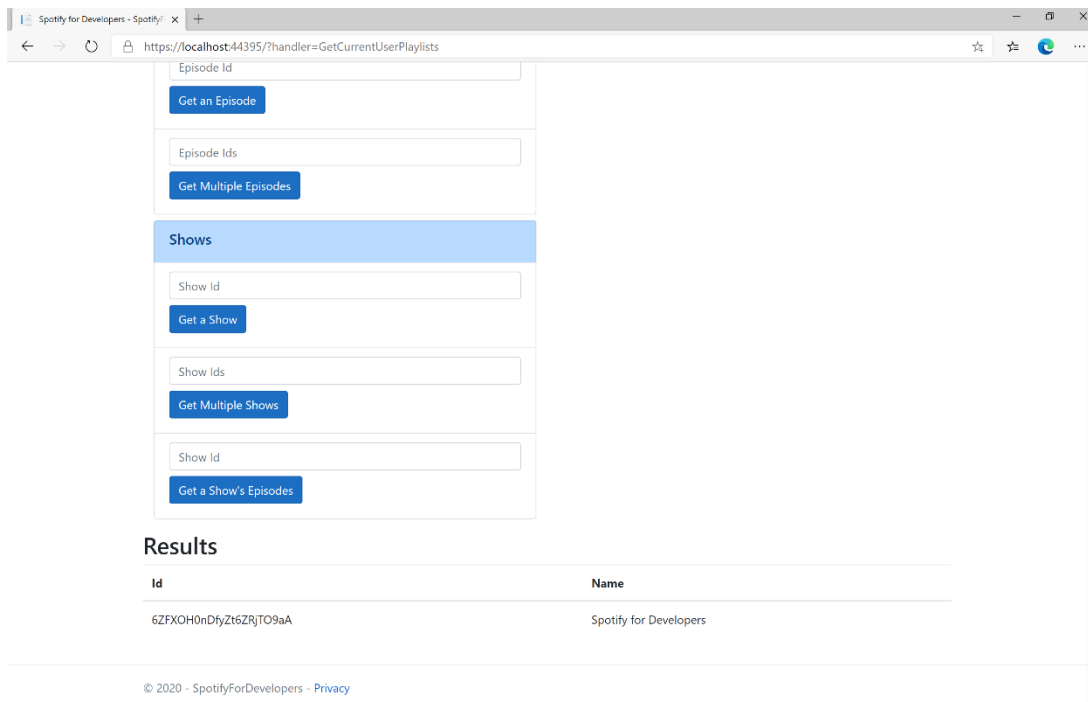 Spotify for Developers - Spotify
https://localhost:44395/?handler=GetCurrentUserPlaylists
Episode Id
Get an Episode
Episode Ids
Get Multiple Episodes
Shows
Show Id
Get a Show
Show Ids
Get Multiple Shows
Show Id
Get a Show's Episodes
Results
Id Name
6ZFXOH0nDfyZt6ZRjTO9aA Spotify for Developers
© 2020 - SpotifyForDevelopers - Privacy